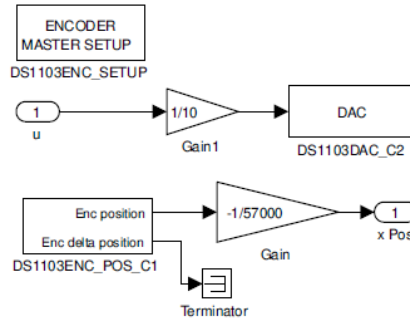 ENCODER
MASTER SETUP
DS1103ENC_SETUP
1
u
1/10
Gain1
DAC
DS1103DAC_C2
Enc position
Enc delta position
DS1103ENC_POS_C1
-1/57000
Gain
1
x Pos
Terminator